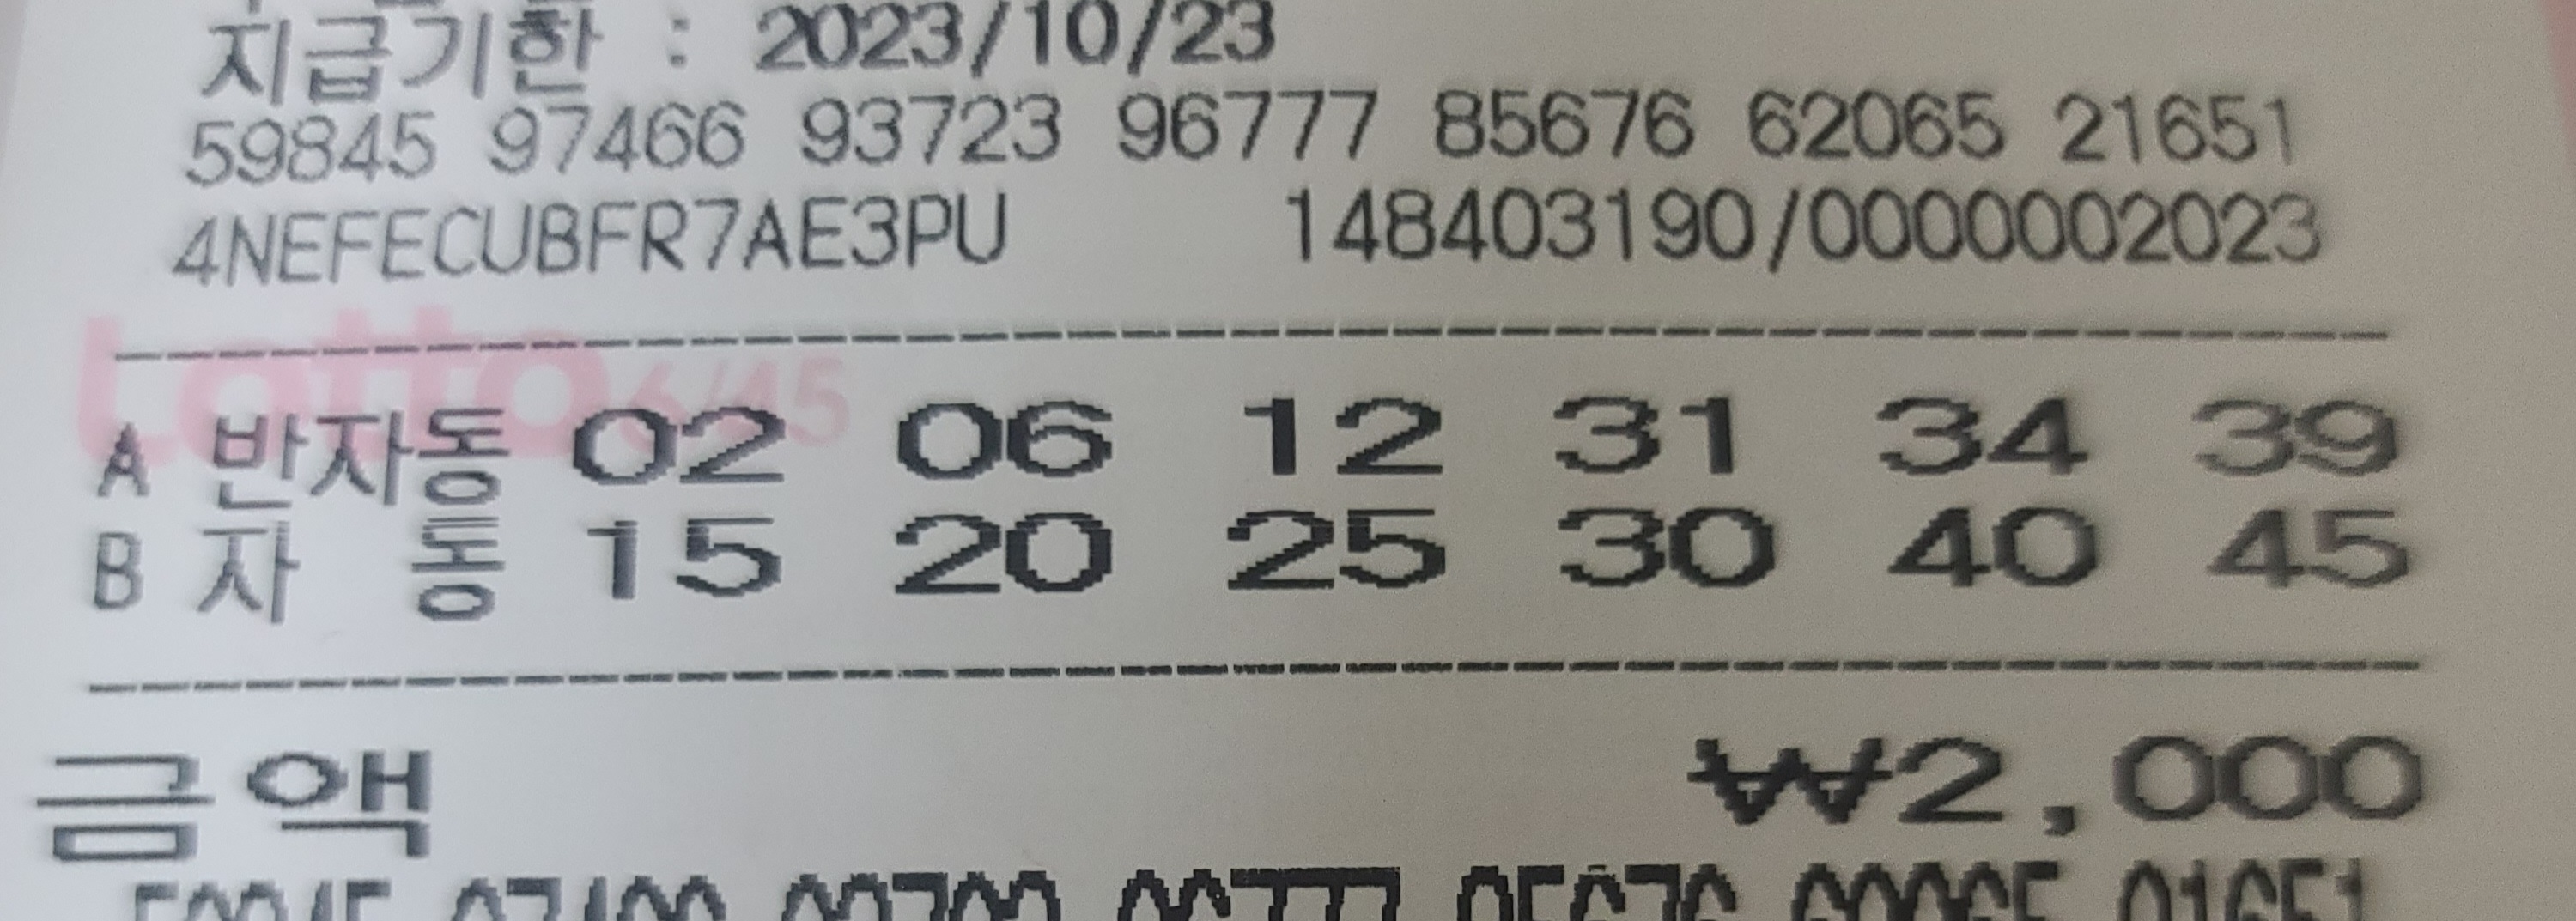 지급기한 : 2023/10/23
59845 97466 93723 96777 85676 62065 21651
4NEFECUBFR7AE3PU 148403190/0000002023
Lotto 6/45
A 반자동 02 06 12 31 34 39
B 자 동 15 20 25 30 40 45
금액 ₩2,000